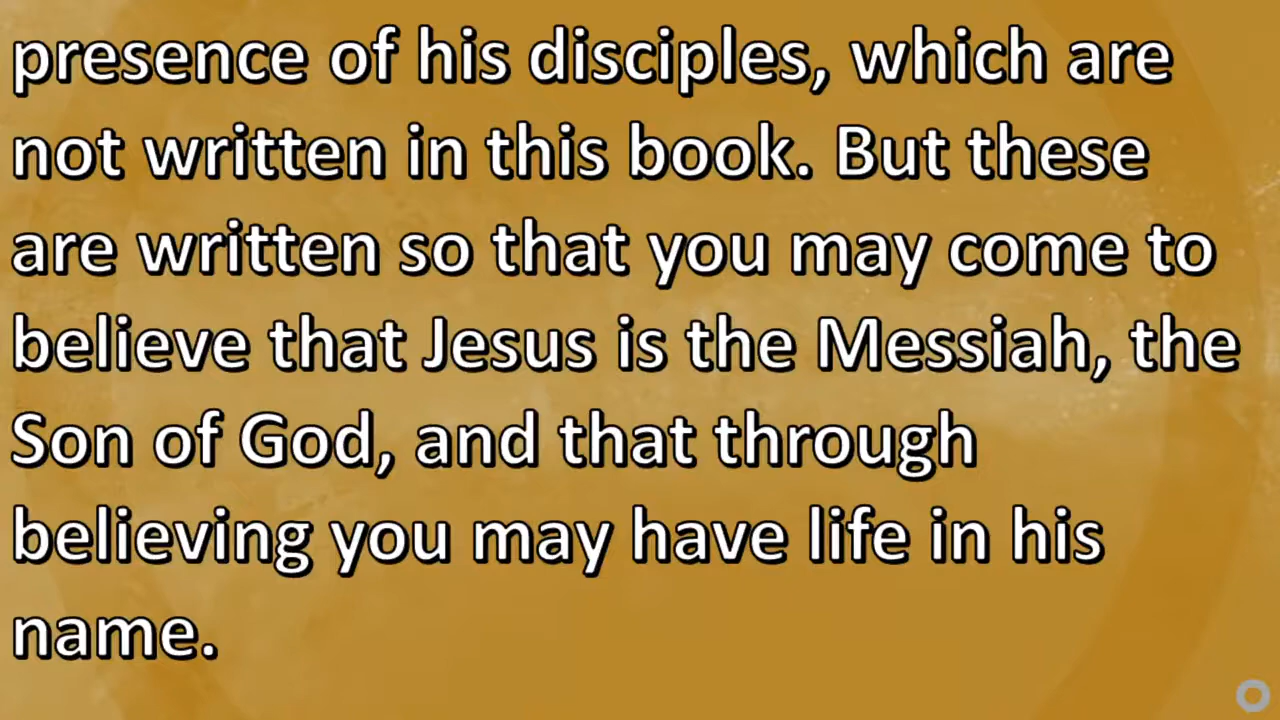 presence of his disciples, which are
not written in this book. But these
are written so that you may come to
believe that Jesus is the Messiah, the
Son of God, and that through
believing you may have life in his
name.